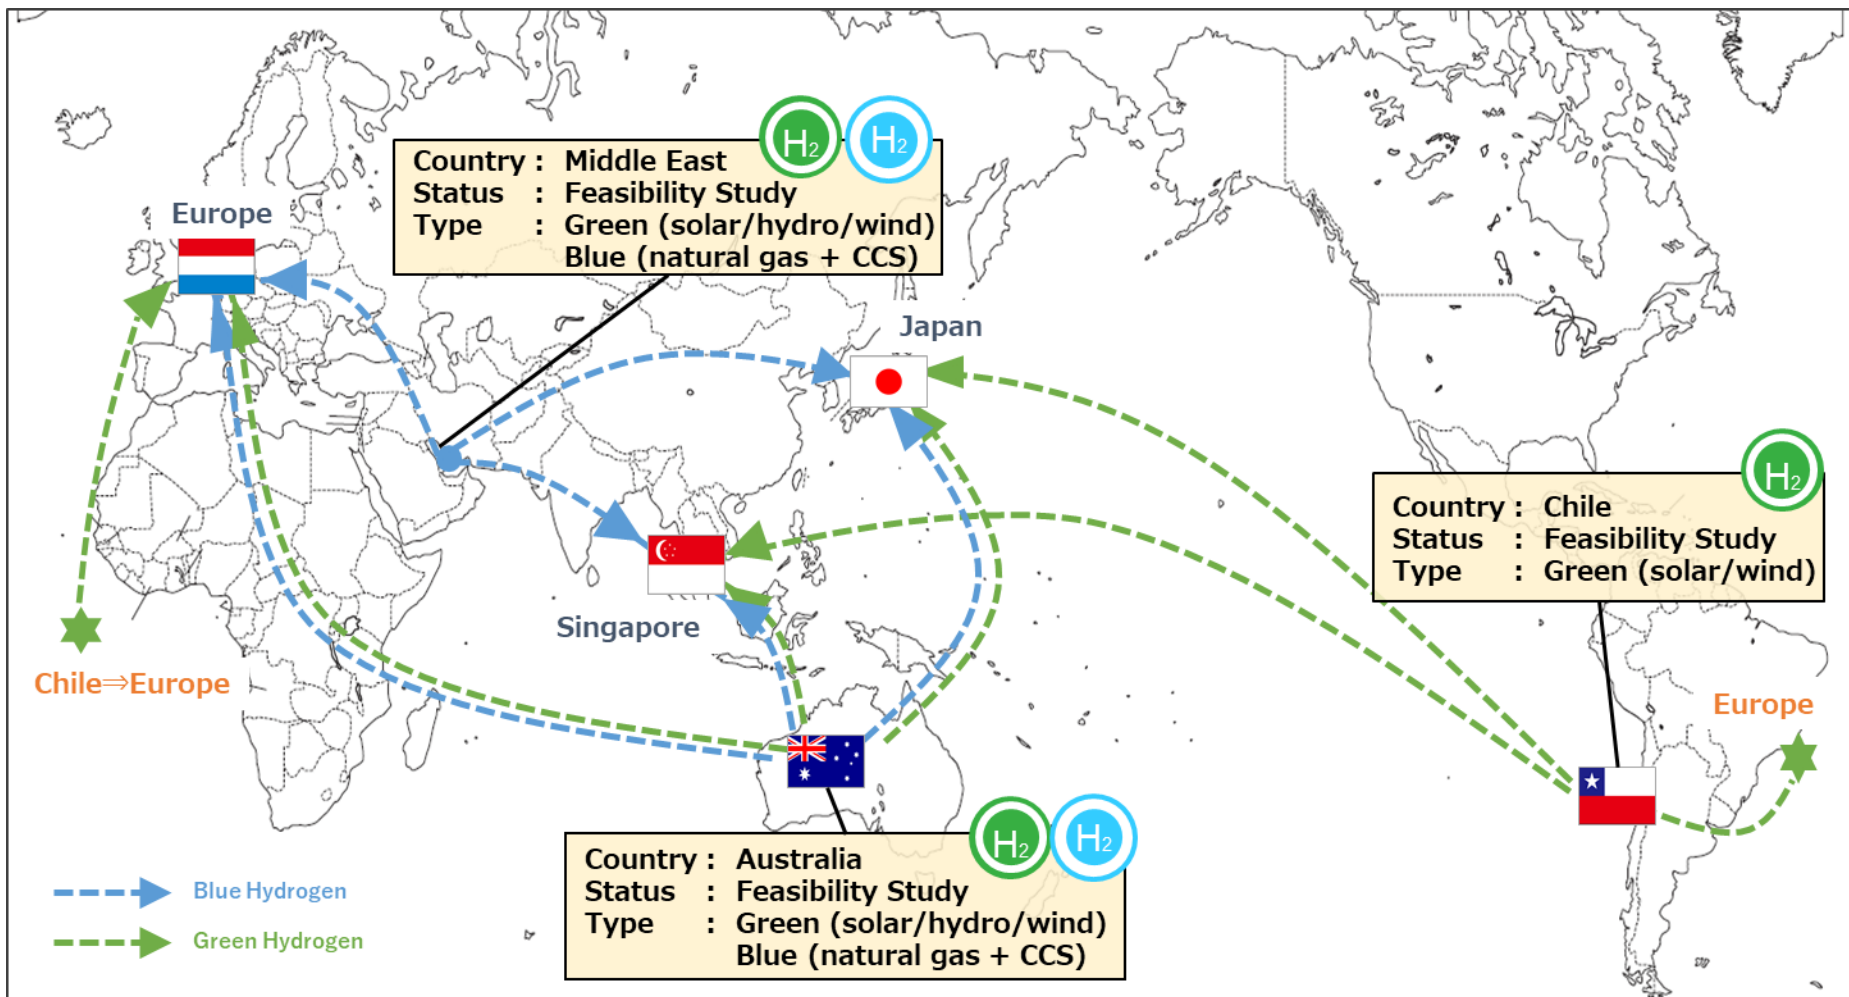 H2 H2
Country : Middle East
Status : Feasibility Study
Type : Green (solar/hydro/wind)
Blue (natural gas + CCS)
Europe
Japan
H2
Country : Chile
Status : Feasibility Study
Type : Green (solar/wind)
Singapore
Chile⇒Europe
Europe
H2 H2
Country : Australia
Status : Feasibility Study
Type : Green (solar/hydro/wind)
Blue (natural gas + CCS)
Blue Hydrogen
Green Hydrogen